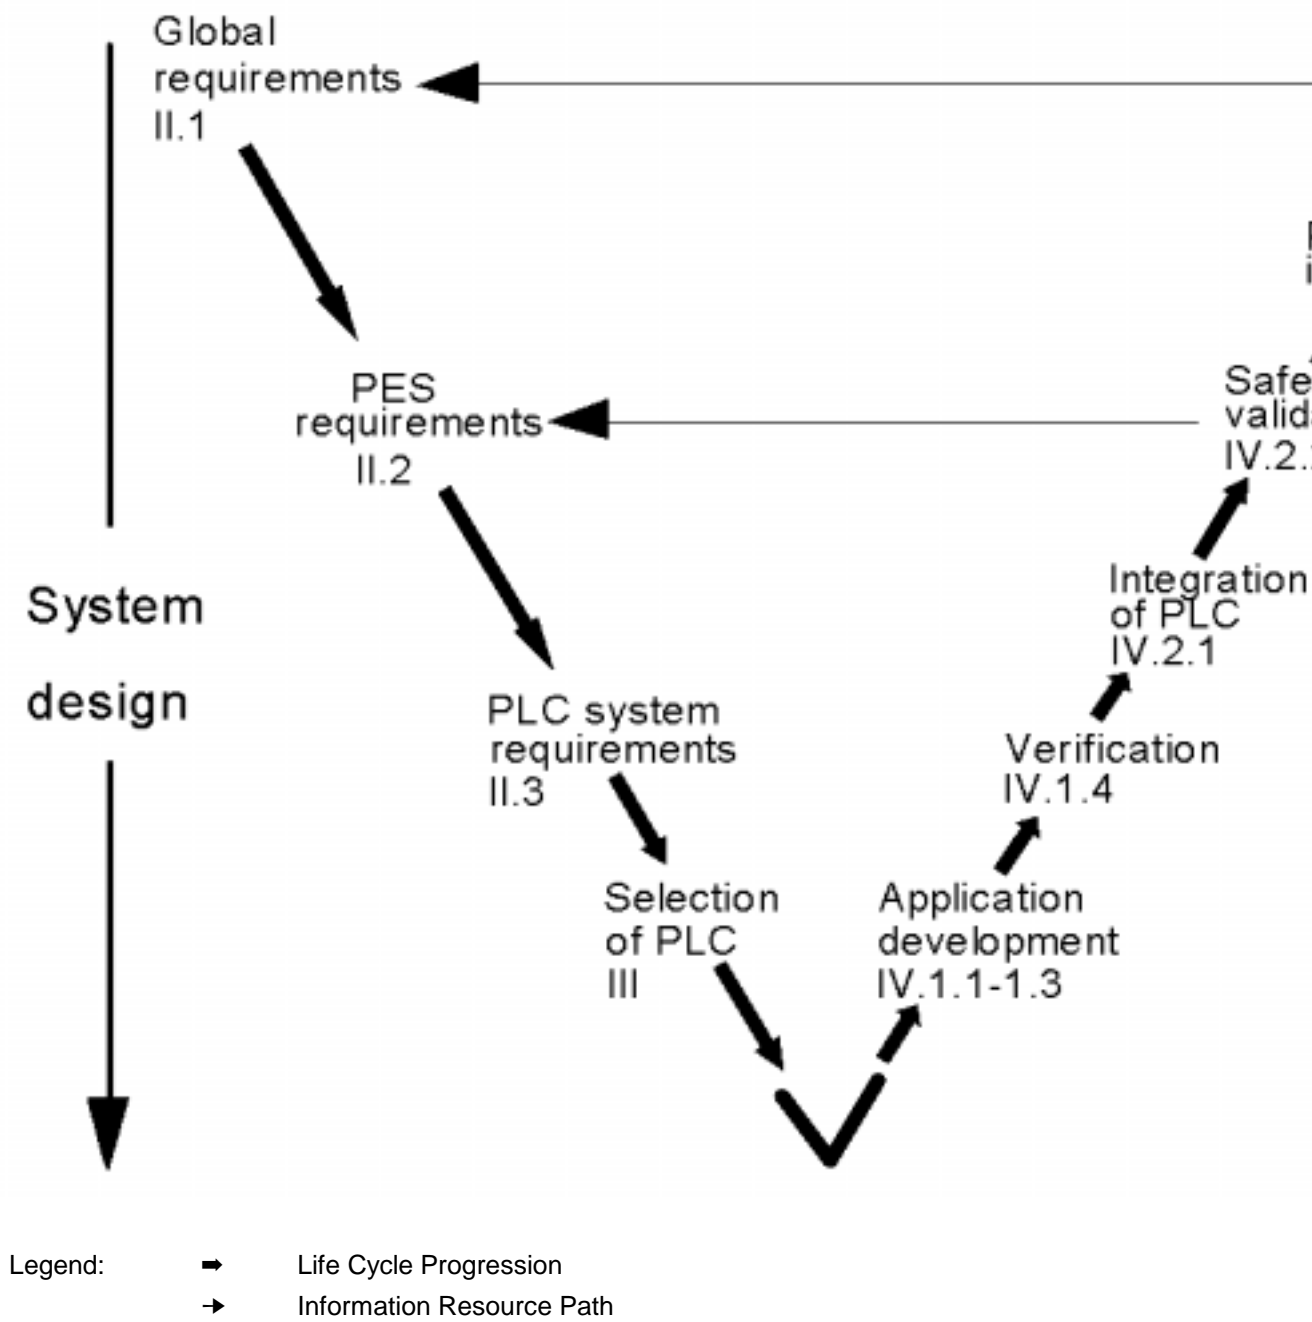 Global
requirements
II.1
PES
requirements
II.2
System
design
PLC system
requirements
II.3
Selection
of PLC
III
Application
development
IV.1.1-1.3
Verification
IV.1.4
Integration
of PLC
IV.2.1
Legend:
Life Cycle Progression
Information Resource Path